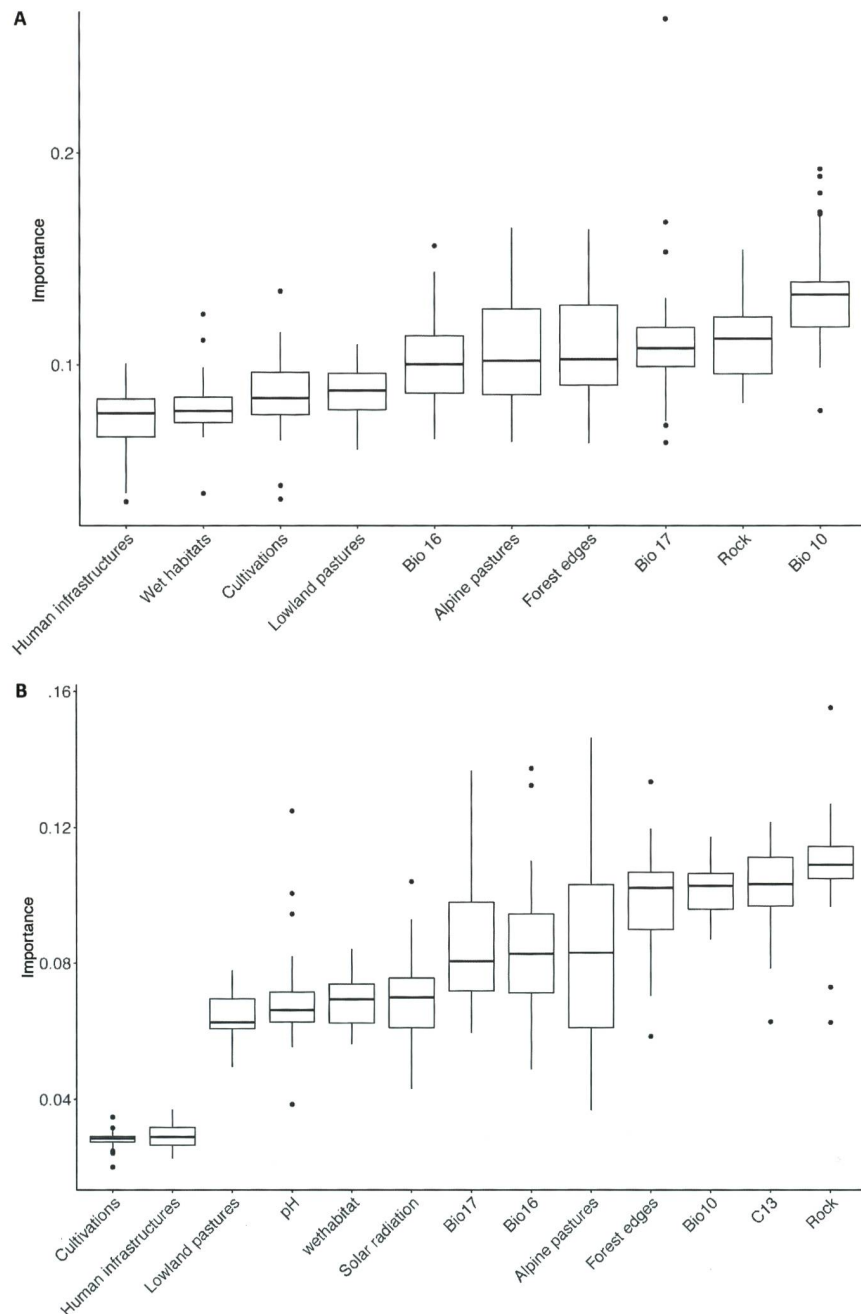 A
0.2
Importance
0.1
Human infrastructures
Wet habitats
Cultivations
Lowland pastures
Bio 16
Alpine pastures
Forest edges
Bio 17
Rock
Bio 10
B
.16
0.12
Importance
0.08
0.04
Cultivations
Human infrastructures
Lowland pastures
pH
wethabitat
Solar radiation
Bio17
Bio16
Alpine pastures
Forest edges
Bio10
C13
Rock